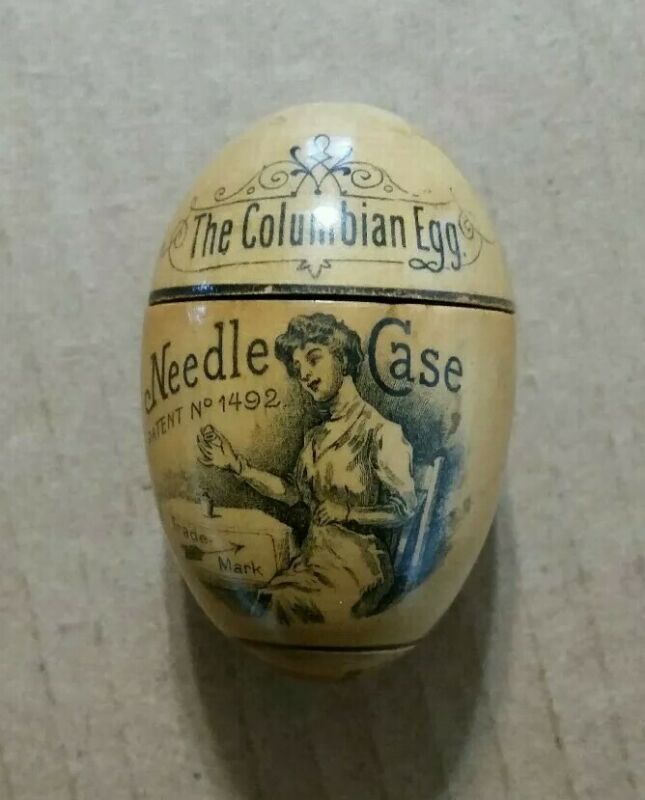 The Columbian Egg.
Needle Case
PATENT No 1492
Trade-
Mark